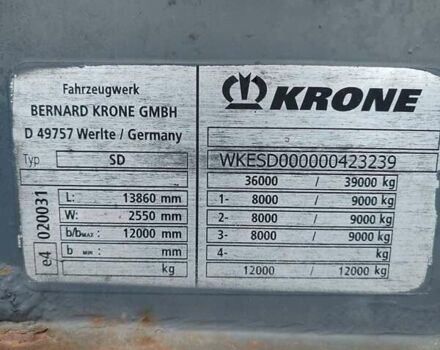 Fahrzeugwerk
BERNARD KRONE GMBH
D 49757 Werlte / Germany
Typ SD
e4 020031
L: 13860 mm
W: 2550 mm
b/bMAX : 12000 mm
b MIN : mm
kg
KRONE
WKESD000000423239
36000 / 39000 kg
1- 8000 / 9000 kg
2- 8000 / 9000 kg
3- 8000 / 9000 kg
4- / kg
12000 / 12000 kg